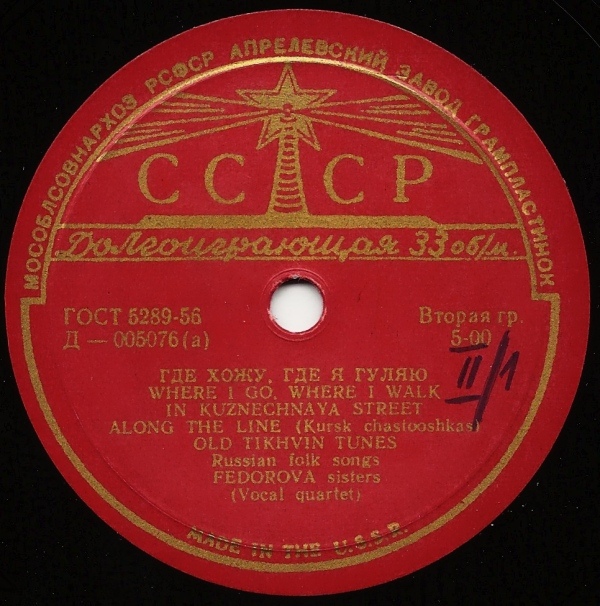 МОСОБЛСОВНАРХОЗ РСФСР АПРЕЛЕВСКИЙ ЗАВОД ГРАМПЛАСТИНОК
СССР
Долгоиграющая 33 об/м.
ГОСТ 5289-56
Д — 005076 (а)
Вторая гр.
5-00
II/1
ГДЕ ХОЖУ, ГДЕ Я ГУЛЯЮ
WHERE I GO, WHERE I WALK
IN KUZNECHNAYA STREET
ALONG THE LINE (Kursk chastooshkas)
OLD TIKHVIN TUNES
Russian folk songs
FEDOROVA sisters
(Vocal quartet)
MADE IN THE U.S.S.R.